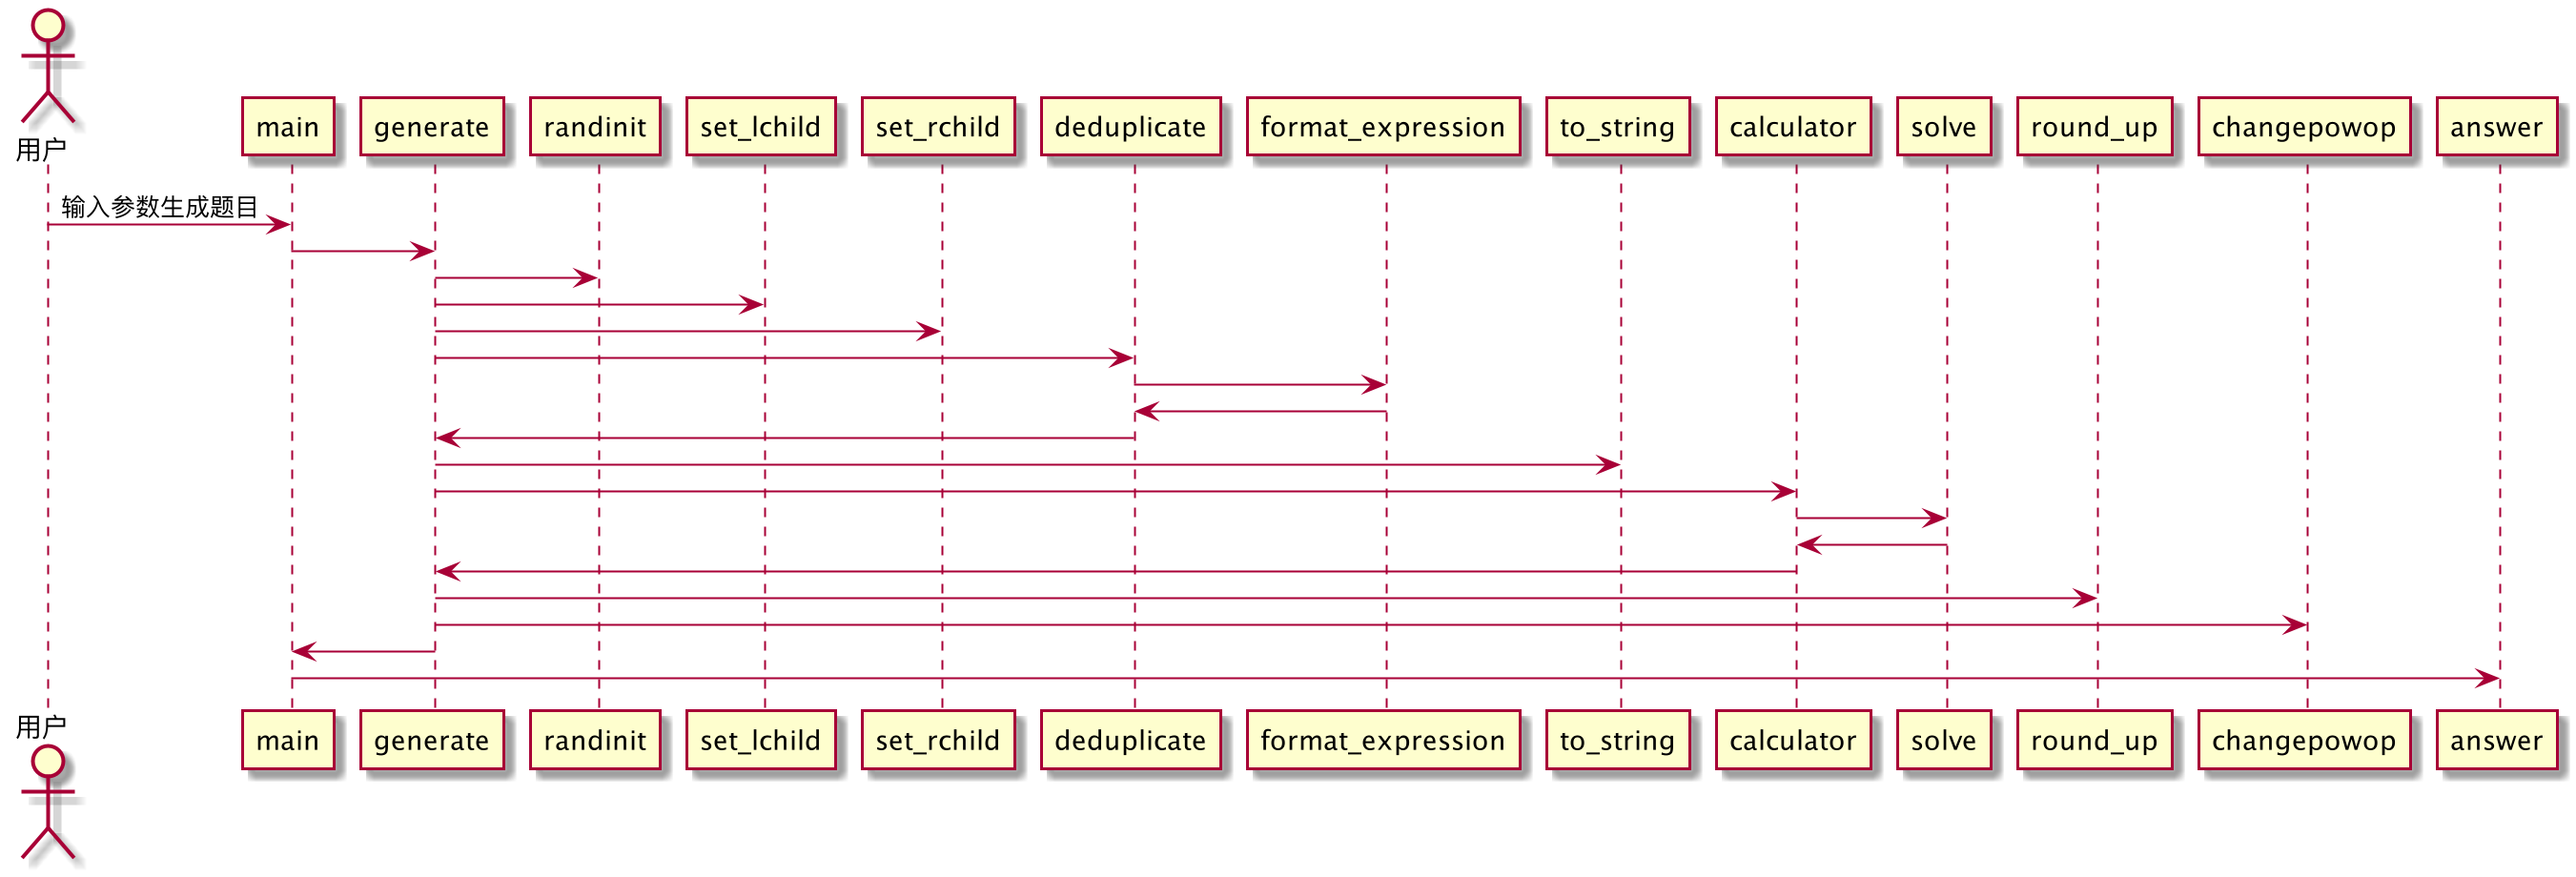 用户
main
generate
randinit
set_lchild
set_rchild
deduplicate
format_expression
to_string
calculator
solve
round_up
changepowop
answer
输入参数生成题目
用户
main
generate
randinit
set_lchild
set_rchild
deduplicate
format_expression
to_string
calculator
solve
round_up
changepowop
answer